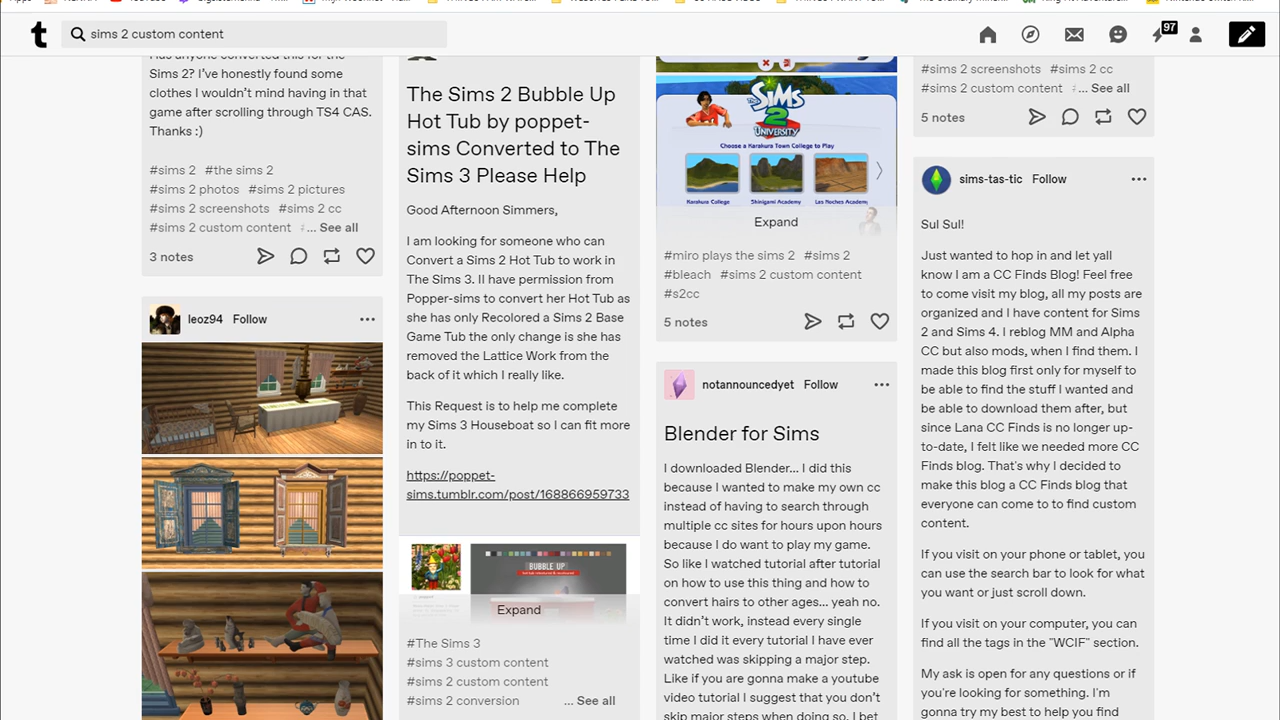 t
sims 2 custom content
97
Has anyone converted this for the
Sims 2? I've honestly found some
clothes I wouldn't mind having in that
game after scrolling through TS4 CAS.
Thanks :)
#sims 2 #the sims 2
#sims 2 photos #sims 2 pictures
#sims 2 screenshots #sims 2 cc
#sims 2 custom content ... See all
3 notes
leoz94 Follow
The Sims 2 Bubble Up
Hot Tub by poppet-
sims Converted to The
Sims 3 Please Help
Good Afternoon Simmers,
I am looking for someone who can
Convert a Sims 2 Hot Tub to work in
The Sims 3. II have permission from
Popper-sims to convert her Hot Tub as
she has only Recolored a Sims 2 Base
Game Tub the only change is she has
removed the Lattice Work from the
back of it which I really like.
This Request is to help me complete
my Sims 3 Houseboat so I can fit more
in to it.
https://poppet-
sims.tumblr.com/post/168866959733
BUBBLE UP
Expand
#The Sims 3
#sims 3 custom content
#sims 2 custom content
#sims 2 conversion ... See all
The SIMS 2
UNIVERSITY
Choose a Karakura Town College to Play
Karakura College Shinigami Academy Las Noches Academy
Expand
#miro plays the sims 2 #sims 2
#bleach #sims 2 custom content
#s2cc
5 notes
notannouncedyet Follow
Blender for Sims
I downloaded Blender... I did this
because I wanted to make my own cc
instead of having to search through
multiple cc sites for hours upon hours
because I do want to play my game.
So like I watched tutorial after tutorial
on how to use this thing and how to
convert hairs to other ages... yeah no.
It didn't work, instead every single
time I did it every tutorial I have ever
watched was skipping a major step.
Like if you are gonna make a youtube
video tutorial I suggest that you don't
skip major steps when doing so. I bet
#sims 2 screenshots #sims 2 cc
#sims 2 custom content ... See all
5 notes
sims-tas-tic Follow
Sul Sul!
Just wanted to hop in and let yall
know I am a CC Finds Blog! Feel free
to come visit my blog, all my posts are
organized and I have content for Sims
2 and Sims 4. I reblog MM and Alpha
CC but also mods, when I find them. I
made this blog first only for myself to
be able to find the stuff I wanted and
be able to download them after, but
since Lana CC Finds is no longer up-
to-date, I felt like we needed more CC
Finds blog. That's why I decided to
make this blog a CC Finds blog that
everyone can come to to find custom
content.
If you visit on your phone or tablet, you
can use the search bar to look for what
you want or just scroll down.
If you visit on your computer, you can
find all the tags in the "WCIF" section.
My ask is open for any questions or if
you're looking for something. I'm
gonna try my best to help you find